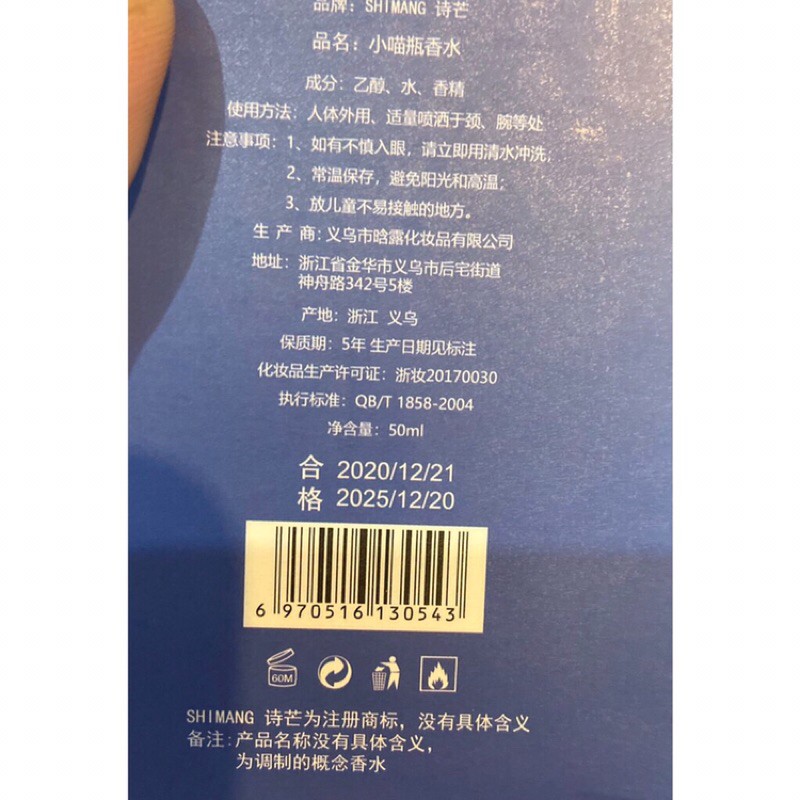 品牌：SHIMANG 诗芒
品名：小喵瓶香水
成分：乙醇、水、香精
使用方法：人体外用、适量喷洒于颈、腕等处
注意事项：1、如有不慎入眼，请立即用清水冲洗；
2、常温保存，避免阳光和高温；
3、放儿童不易接触的地方。
生 产 商：义乌市晗露化妆品有限公司
地址：浙江省金华市义乌市后宅街道
神舟路342号5楼
产地：浙江 义乌
保质期：5年 生产日期见标注
化妆品生产许可证：浙妆20170030
执行标准：QB/T 1858-2004
净含量：50ml
合 2020/12/21
格 2025/12/20
6 970516 130543
60M
SHIMANG 诗芒为注册商标，没有具体含义
备注：产品名称没有具体含义，
为调制的概念香水